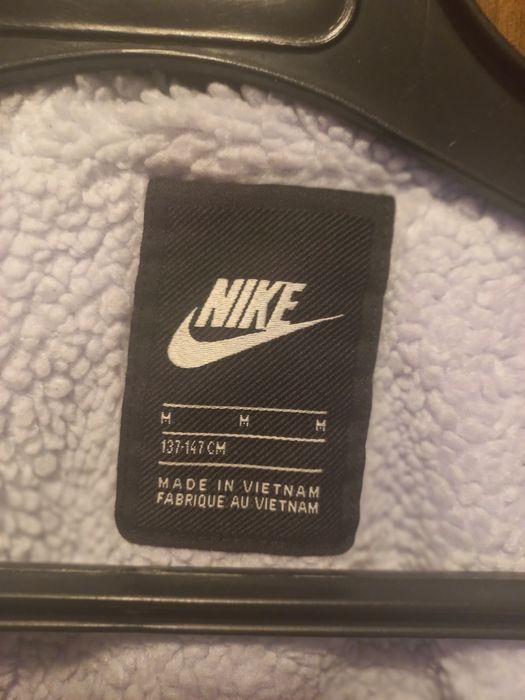 NIKE
M M M
137-147 CM
MADE IN VIETNAM
FABRIQUE AU VIETNAM